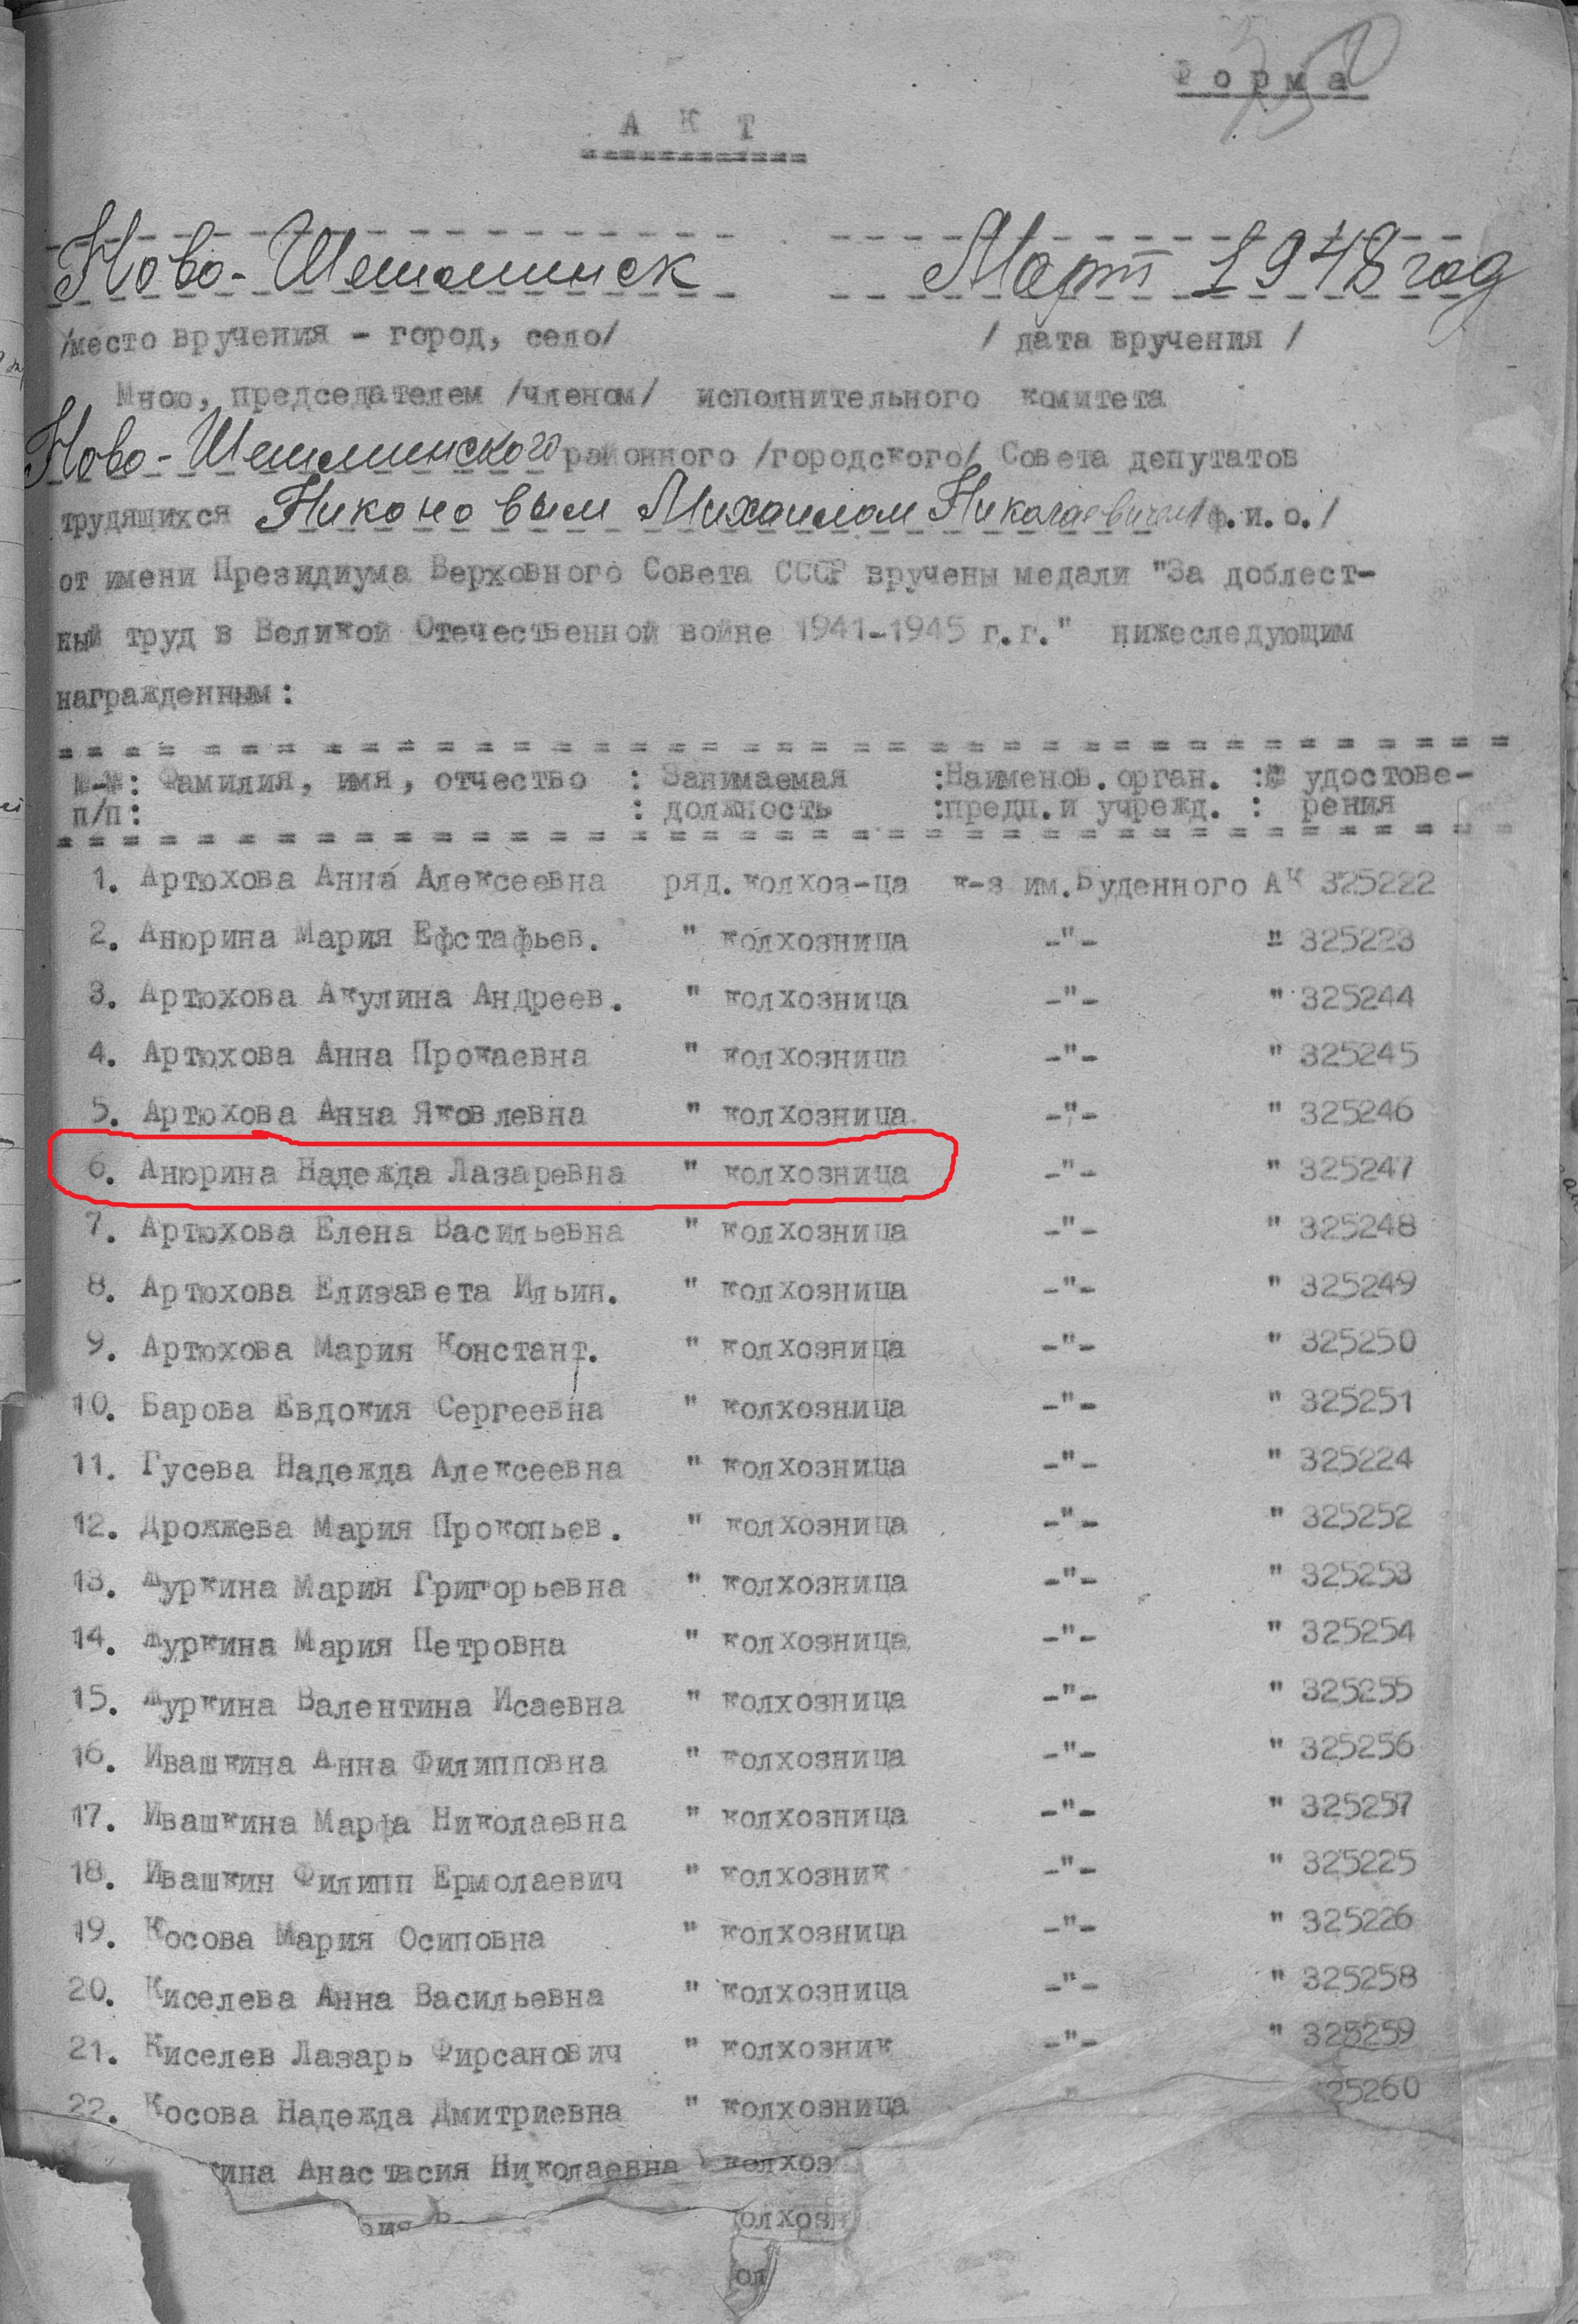 Форма
А К Т
Ново-Шешминск Март 1948 год
/место вручения - город, село/ / дата вручения /
Мною, председателем /членом/ исполнительного комитета
Ново-Шешминского районного /городского/ Совета депутатов
трудящихся Никоновым Михаилом Николаевичем /ф.и.о./
от имени Президиума Верховного Совета СССР вручены медали "За доблест-
ный труд в Великой Отечественной войне 1941-1945 г.г." нижеследующим
награжденным:
№-№: Фамилия, имя, отчество : Занимаемая :Наименов.орган. :№ удостове-
п/п: : должность :предп.и учрежд. : рения
1. Артюхова Анна Алексеевна ряд.колхоз-ца к-з им.Буденного АК 325222
2. Анюрина Мария Ефстафьев. " колхозница -"- " 325223
3. Артюхова Акулина Андреев. " колхозница -"- " 325244
4. Артюхова Анна Прокаевна " колхозница -"- " 325245
5. Артюхова Анна Яковлевна " колхозница -"- " 325246
6. Анюрина Надежда Лазаревна " колхозница -"- " 325247
7. Артюхова Елена Васильевна " колхозница -"- " 325248
8. Артюхова Елизавета Ильин. " колхозница -"- " 325249
9. Артюхова Мария Констант. " колхозница -"- " 325250
10. Барова Евдокия Сергеевна " колхозница -"- " 325251
11. Гусева Надежда Алексеевна " колхозница -"- " 325224
12. Дрожжева Мария Прокопьев. " колхозница -"- " 325252
13. Журкина Мария Григорьевна " колхозница -"- " 325253
14. Журкина Мария Петровна " колхозница -"- " 325254
15. Журкина Валентина Исаевна " колхозница -"- " 325255
16. Ивашкина Анна Филипповна " колхозница -"- " 325256
17. Ивашкина Марфа Николаевна " колхозница -"- " 325257
18. Ивашкин Филипп Ермолаевич " колхозник -"- " 325225
19. Косова Мария Осиповна " колхозница -"- " 325226
20. Киселева Анна Васильевна " колхозница -"- " 325258
21. Киселев Лазарь Фирсанович " колхозник -"- " 325259
22. Косова Надежда Дмитриевна " колхозница " 25260
кина Анастасия Николаевна " колхоз
олхозн
ол